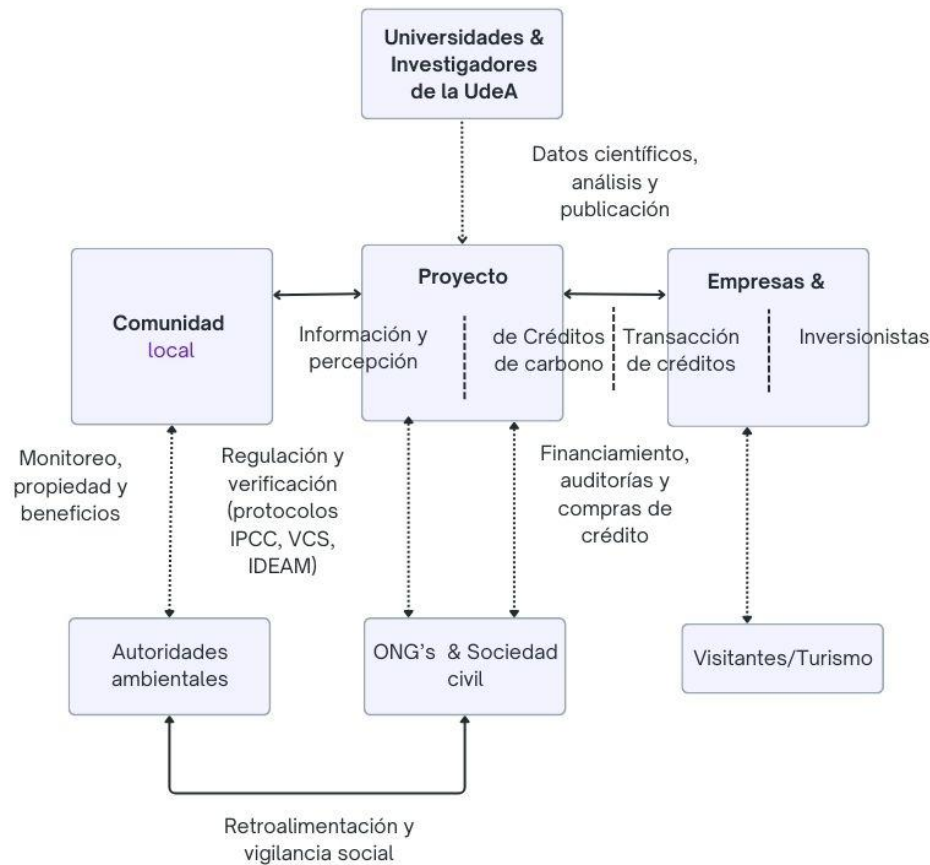 Universidades &
Investigadores
de la UdeA
Datos científicos,
análisis y
publicación
Comunidad
local
Proyecto
Información y
percepción
de Créditos
de carbono
Empresas &
Transacción
de créditos
Inversionistas
Monitoreo,
propiedad y
beneficios
Regulación y
verificación
(protocolos
IPCC, VCS,
IDEAM)
Financiamiento,
auditorías y
compras de
crédito
Autoridades
ambientales
ONG's & Sociedad
civil
Visitantes/Turismo
Retroalimentación y
vigilancia social